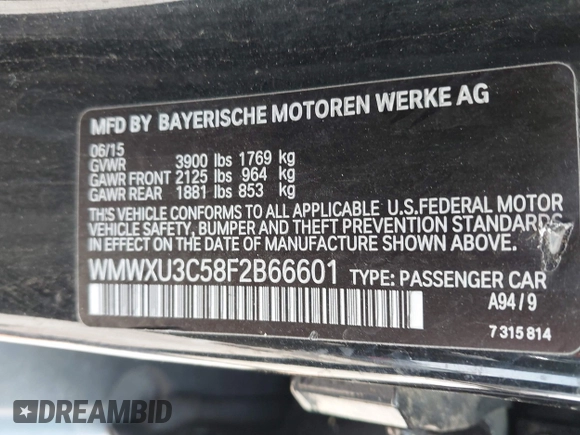 MFD BY BAYERISCHE MOTOREN WERKE AG
06/15
GVWR 3900 lbs 1769 kg
GAWR FRONT 2125 lbs 964 kg
GAWR REAR 1881 lbs 853 kg
THIS VEHICLE CONFORMS TO ALL APPLICABLE U.S.FEDERAL MOTOR
VEHICLE SAFETY, BUMPER AND THEFT PREVENTION STANDARDS
IN EFFECT ON THE DATE OF MANUFACTURE SHOWN ABOVE.
WMWXU3C58F2B66601 TYPE: PASSENGER CAR
A94/9
7 315 814
DREAMBID